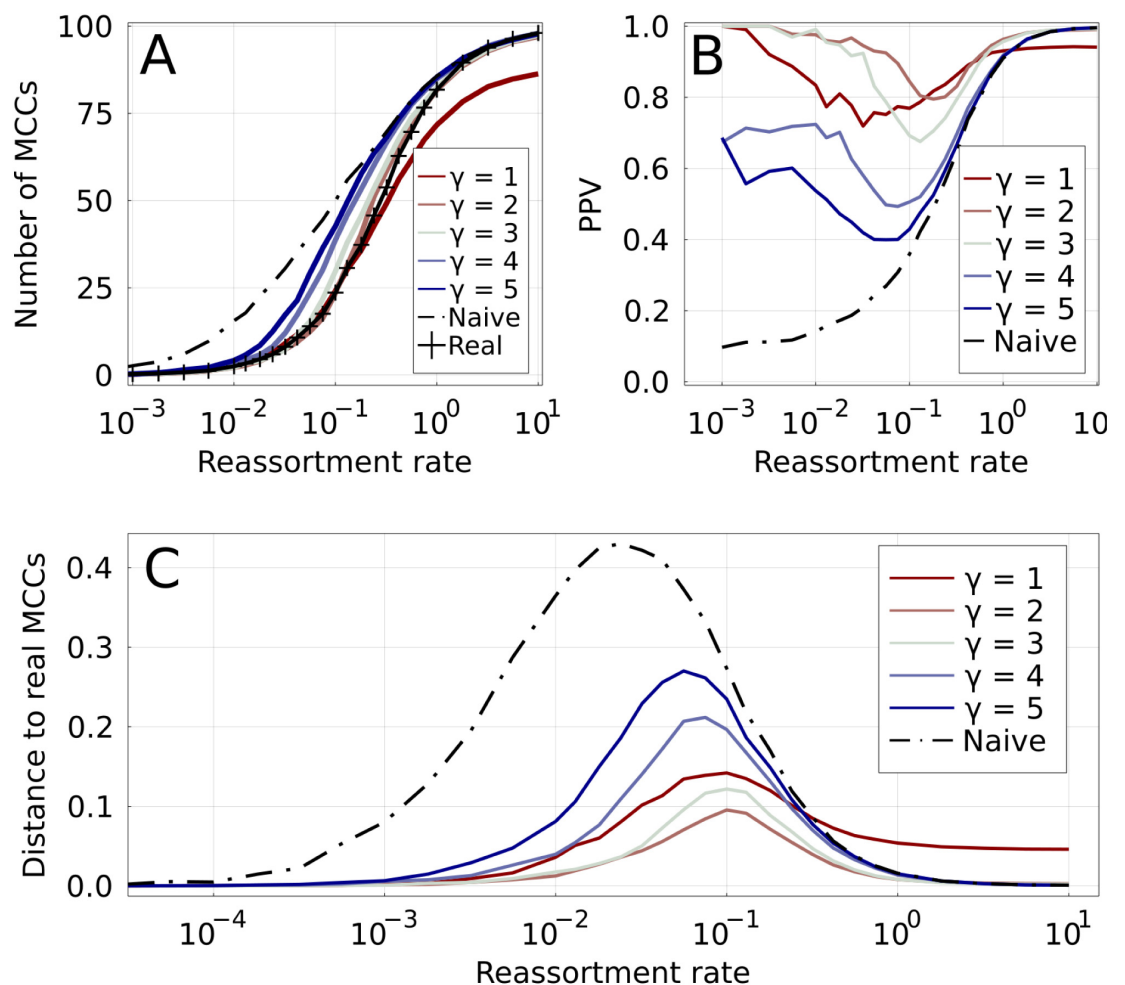 A
Number of MCCs
100
75
50
25
0
γ = 1
γ = 2
γ = 3
γ = 4
γ = 5
Naive
Real
10⁻³ 10⁻² 10⁻¹ 10⁰ 10¹
Reassortment rate
B
PPV
1.0
0.8
0.6
0.4
0.2
0.0
γ = 1
γ = 2
γ = 3
γ = 4
γ = 5
Naive
10⁻³ 10⁻² 10⁻¹ 10⁰ 10
Reassortment rate
C
Distance to real MCCs
0.4
0.3
0.2
0.1
0.0
γ = 1
γ = 2
γ = 3
γ = 4
γ = 5
Naive
10⁻⁴ 10⁻³ 10⁻² 10⁻¹ 10⁰ 10¹
Reassortment rate